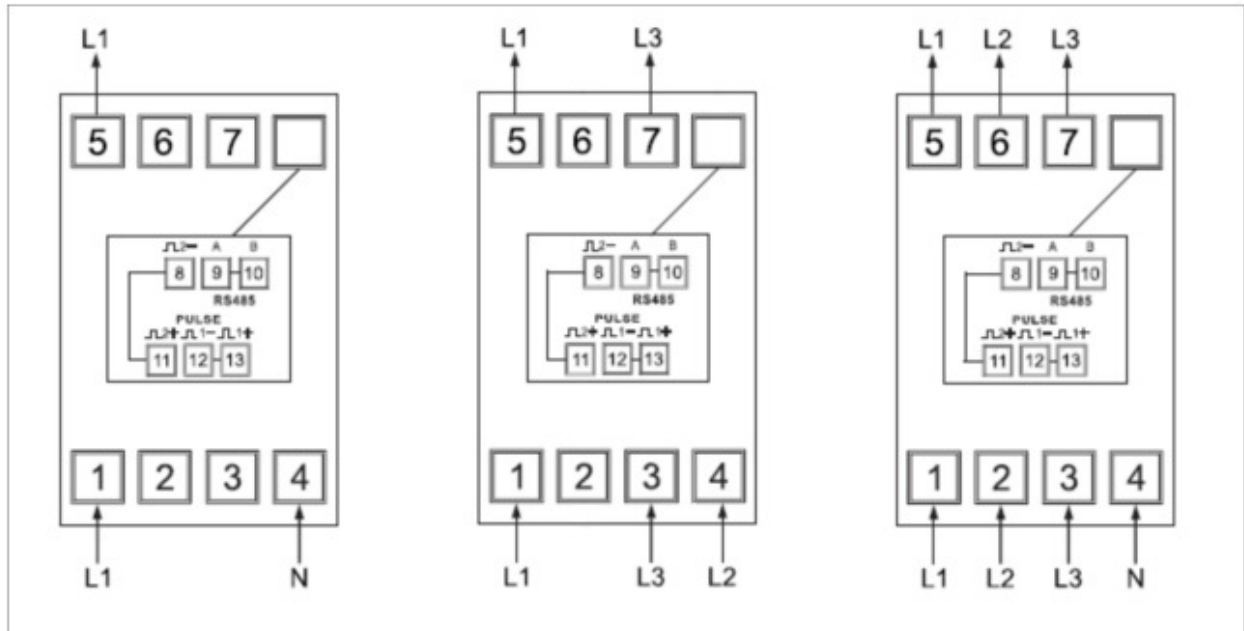 L1
5 6 7
⎍2− A B
8 9 10
RS485
PULSE
⎍2+ ⎍1− ⎍1+
11 12 13
1 2 3 4
L1 N
L1 L3
5 6 7
⎍2− A B
8 9 10
RS485
PULSE
⎍2+ ⎍1− ⎍1+
11 12 13
1 2 3 4
L1 L3 L2
L1 L2 L3
5 6 7
⎍2− A B
8 9 10
RS485
PULSE
⎍2+ ⎍1− ⎍1+
11 12 13
1 2 3 4
L1 L2 L3 N